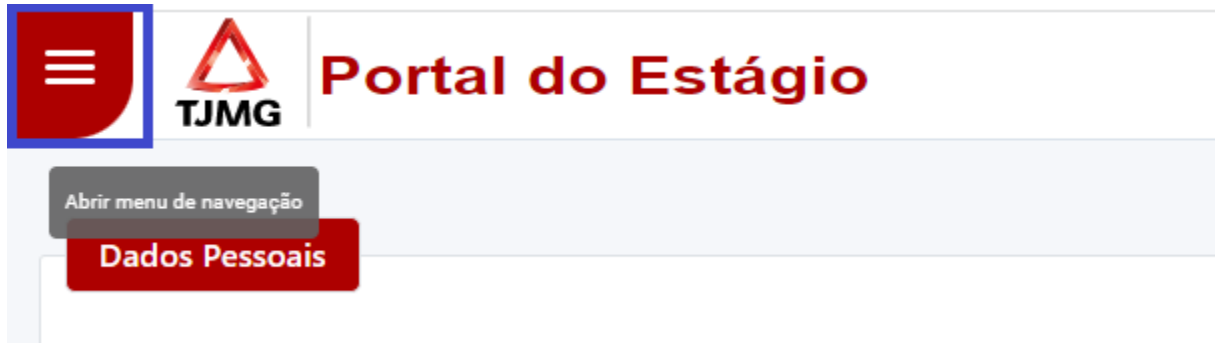 TJMG
Portal do Estágio
Abrir menu de navegação
Dados Pessoais